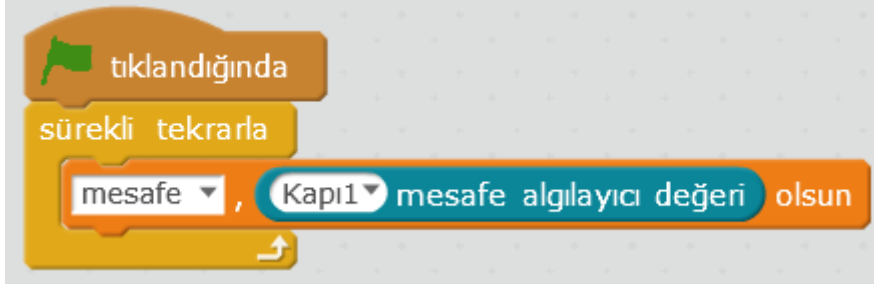 tıklandığında
sürekli tekrarla
mesafe , Kapı1 mesafe algılayıcı değeri olsun